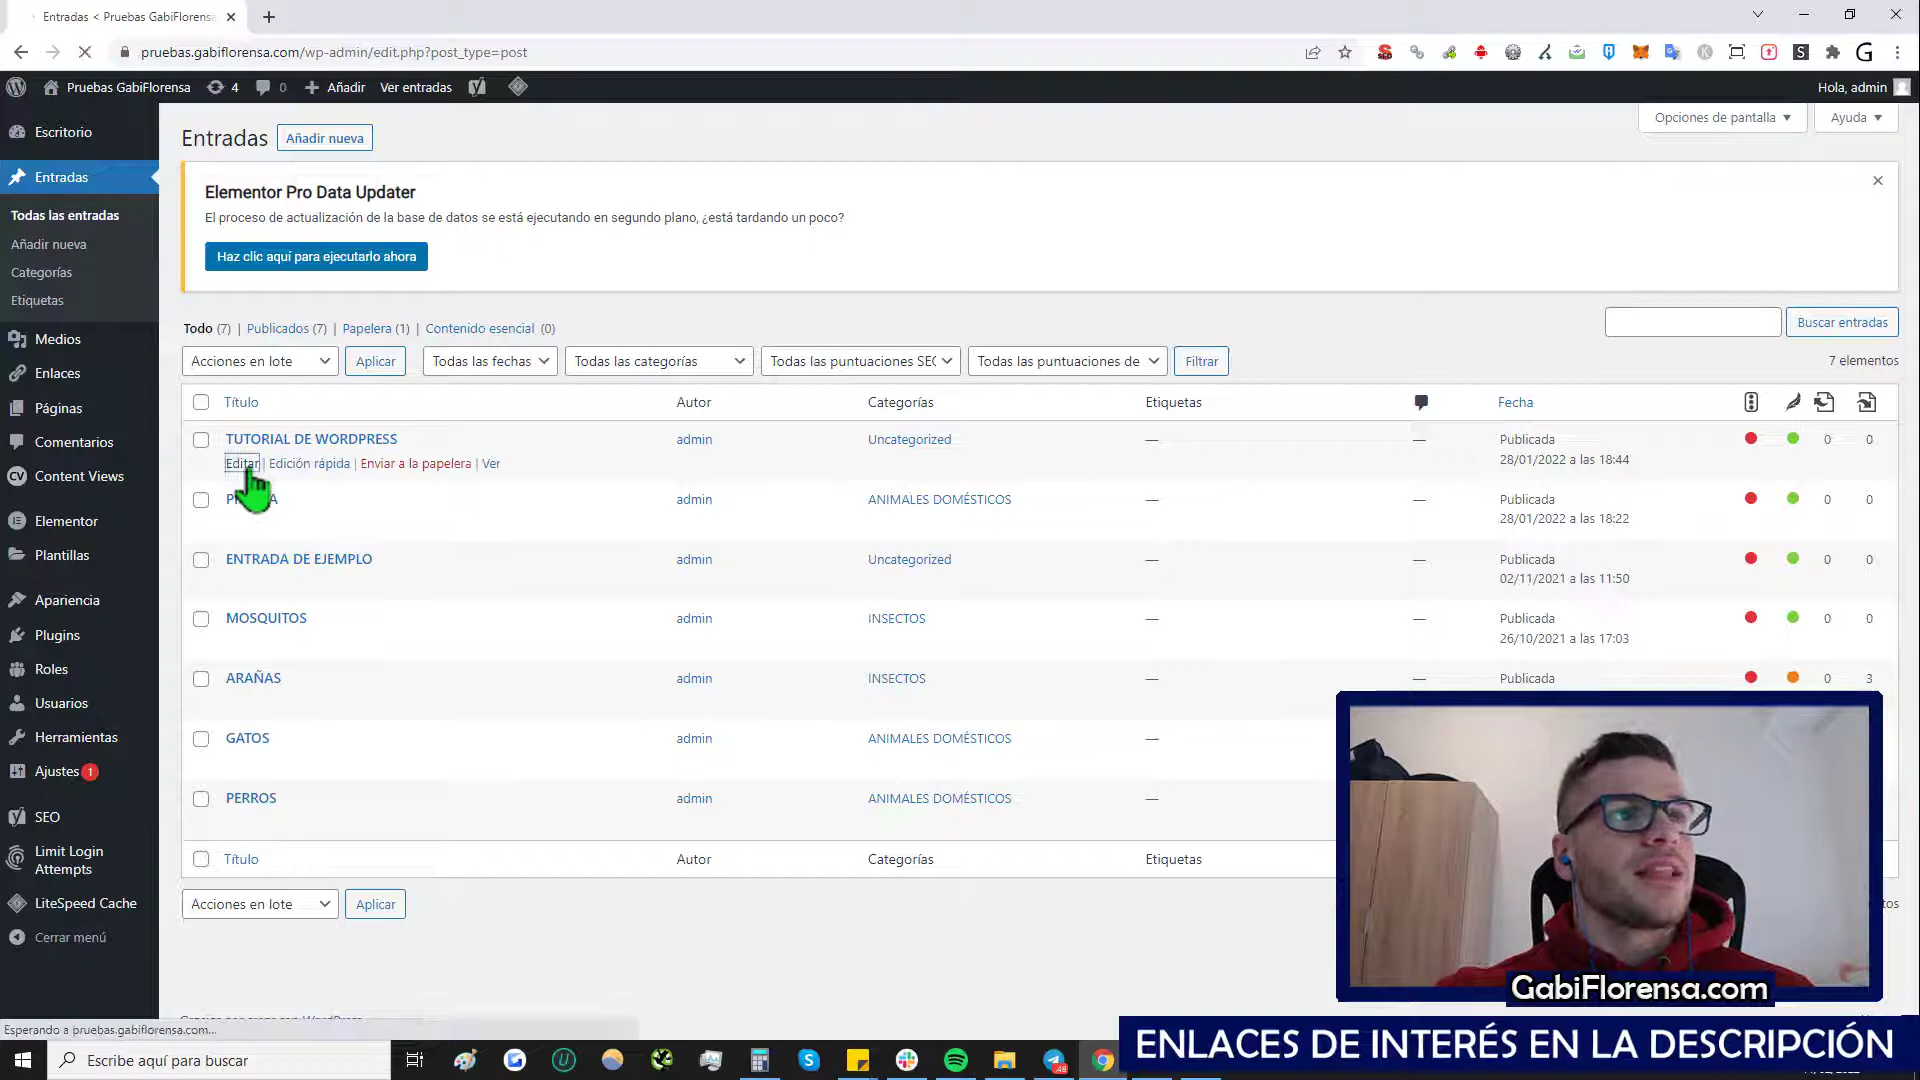 Entradas < Pruebas GabiFlorensa
pruebas.gabiflorensa.com/wp-admin/edit.php?post_type=post
Pruebas GabiFlorensa 4 0 Añadir Ver entradas Hola, admin
Escritorio
Entradas
Todas las entradas
Añadir nueva
Categorías
Etiquetas
Medios
Enlaces
Páginas
Comentarios
Content Views
Elementor
Plantillas
Apariencia
Plugins
Roles
Usuarios
Herramientas
Ajustes 1
SEO
Limit Login
Attempts
LiteSpeed Cache
Cerrar menú
Opciones de pantalla Ayuda
Entradas Añadir nueva
Elementor Pro Data Updater
El proceso de actualización de la base de datos se está ejecutando en segundo plano, ¿está tardando un poco?
Haz clic aquí para ejecutarlo ahora
Todo (7) | Publicados (7) | Papelera (1) | Contenido esencial (0)
Buscar entradas
Acciones en lote Aplicar Todas las fechas Todas las categorías Todas las puntuaciones SEO Todas las puntuaciones de Filtrar 7 elementos
Título Autor Categorías Etiquetas Fecha
TUTORIAL DE WORDPRESS admin Uncategorized — — Publicada 0 0
28/01/2022 a las 18:44
Editar | Edición rápida | Enviar a la papelera | Ver
admin ANIMALES DOMÉSTICOS — — Publicada 0 0
28/01/2022 a las 18:22
ENTRADA DE EJEMPLO admin Uncategorized — — Publicada 0 0
02/11/2021 a las 11:50
MOSQUITOS admin INSECTOS — — Publicada 0 0
26/10/2021 a las 17:03
ARAÑAS admin INSECTOS — — Publicada 0 3
GATOS admin ANIMALES DOMÉSTICOS —
PERROS admin ANIMALES DOMÉSTICOS —
Título Autor Categorías Etiquetas
Acciones en lote Aplicar
GabiFlorensa.com
Esperando a pruebas.gabiflorensa.com...
ENLACES DE INTERÉS EN LA DESCRIPCIÓN
Escribe aquí para buscar